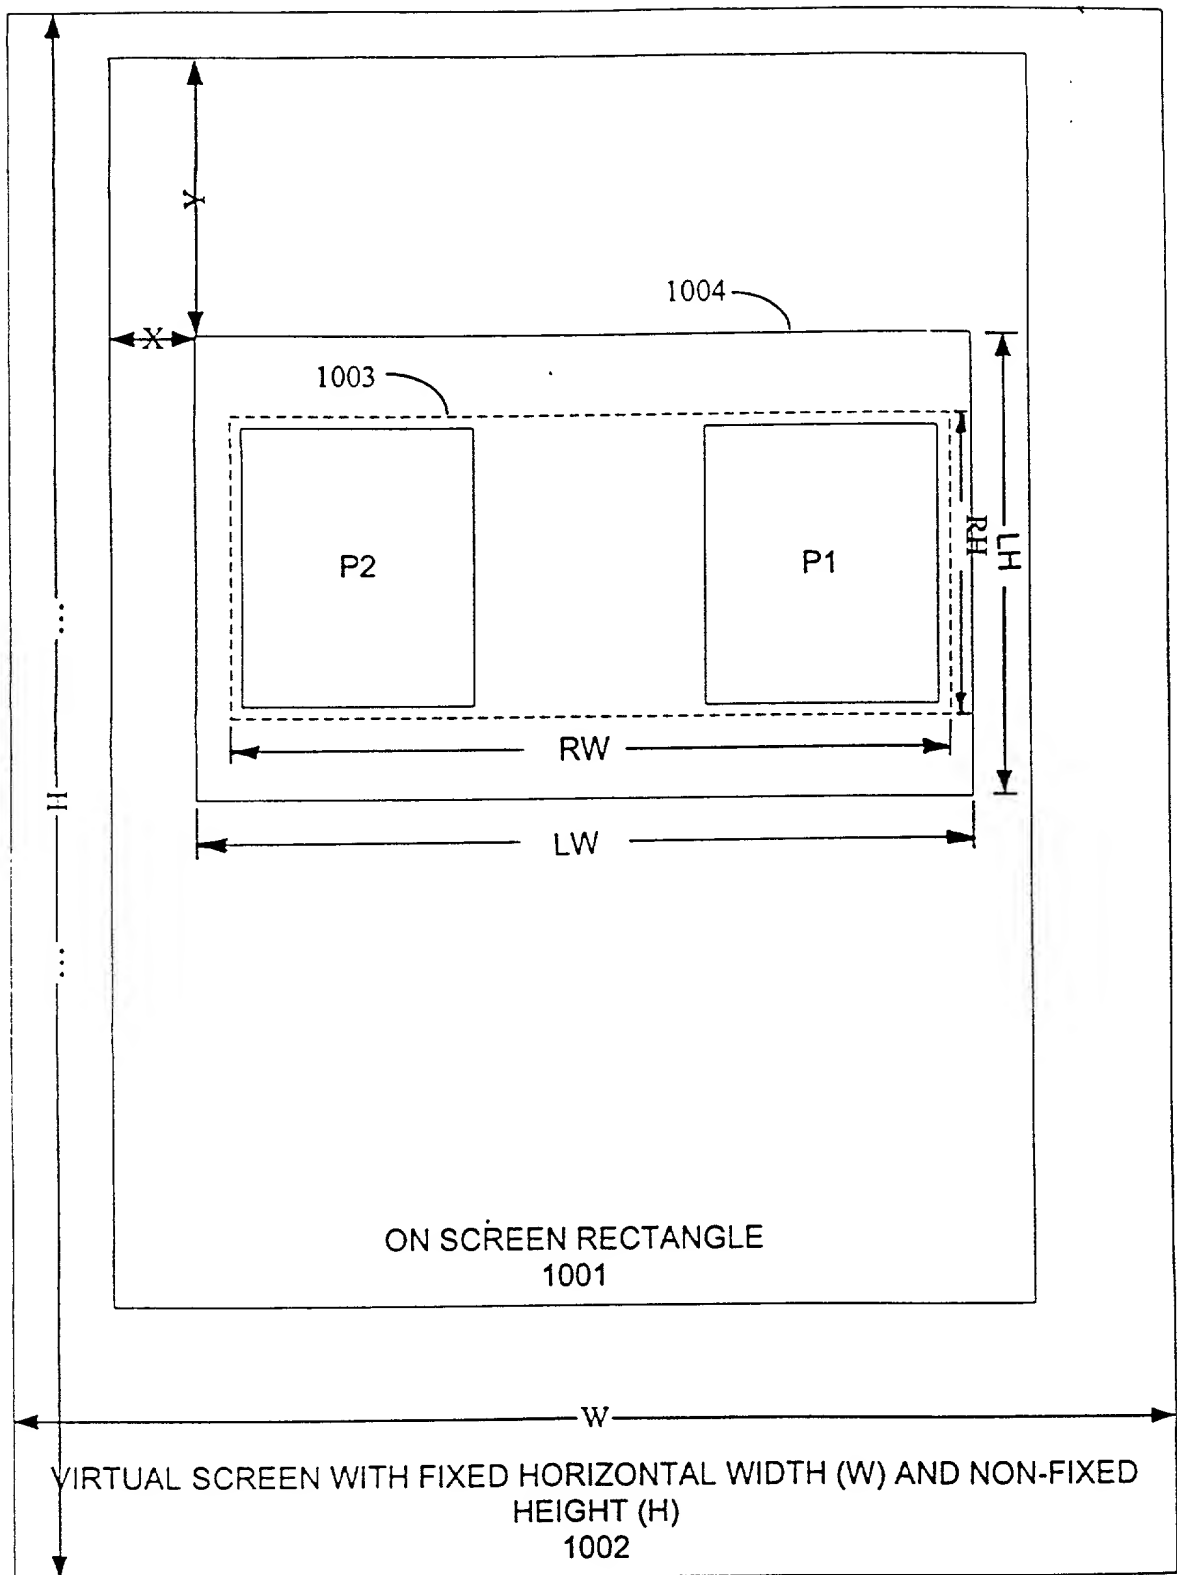 Y
1004
X
1003
RH
LH
P2
P1
...
RW
H
LW
...
ON SCREEN RECTANGLE
1001
W
VIRTUAL SCREEN WITH FIXED HORIZONTAL WIDTH (W) AND NON-FIXED
HEIGHT (H)
1002